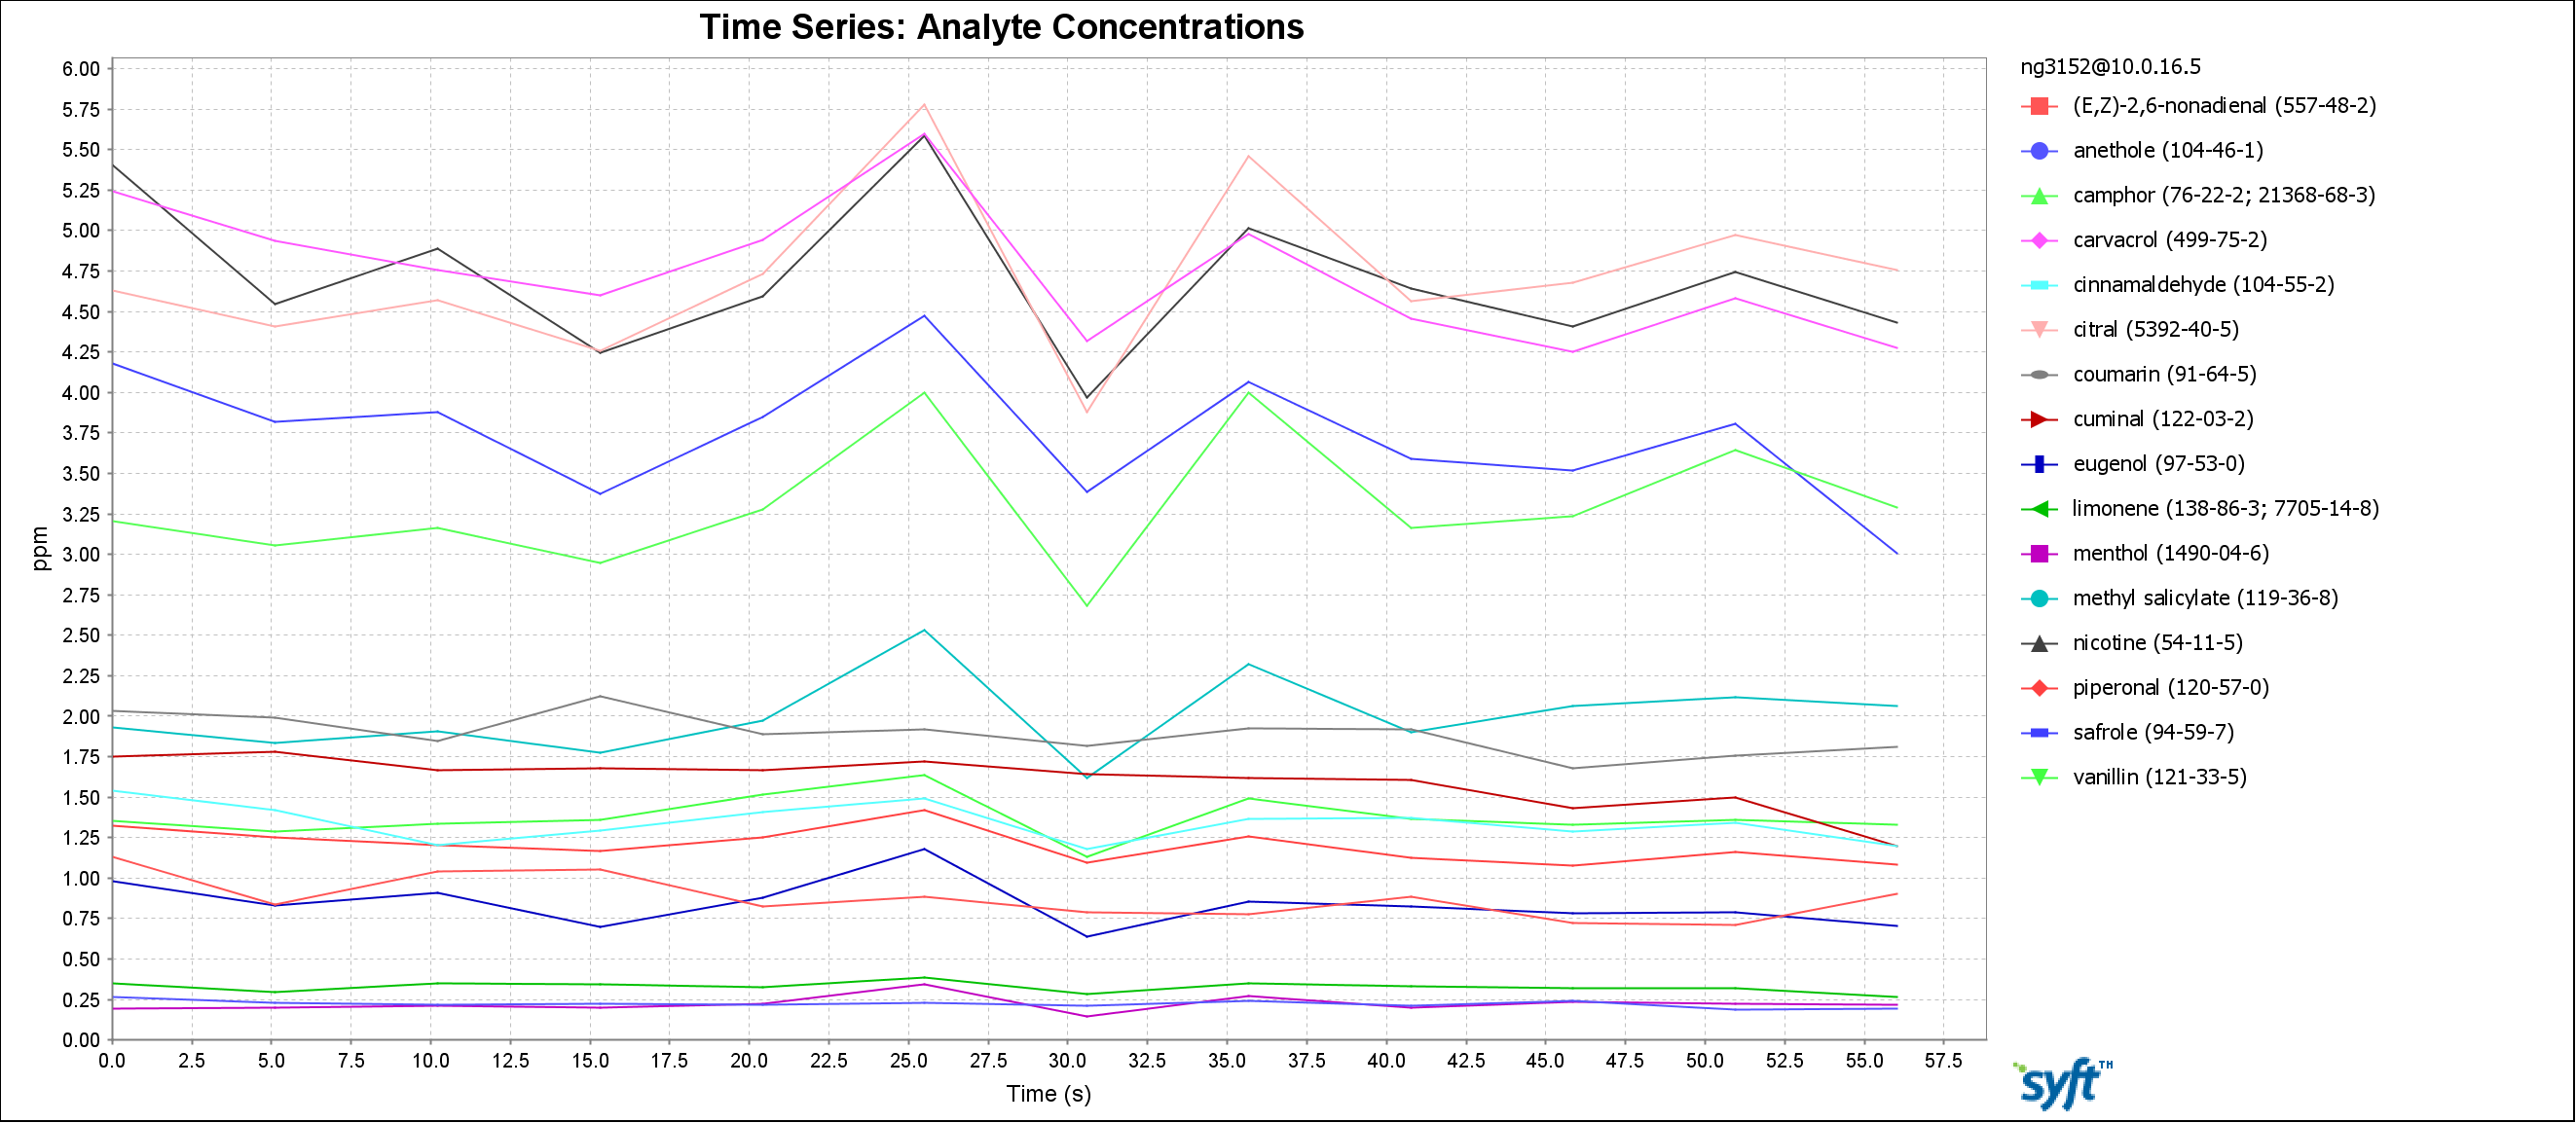 Time Series: Analyte Concentrations
6.00
5.75
5.50
5.25
5.00
4.75
4.50
4.25
4.00
3.75
3.50
3.25
3.00
2.75
2.50
2.25
2.00
1.75
1.50
1.25
1.00
0.75
0.50
0.25
0.00
ppm
0.0 2.5 5.0 7.5 10.0 12.5 15.0 17.5 20.0 22.5 25.0 27.5 30.0 32.5 35.0 37.5 40.0 42.5 45.0 47.5 50.0 52.5 55.0 57.5
Time (s)
ng3152@10.0.16.5
(E,Z)-2,6-nonadienal (557-48-2)
anethole (104-46-1)
camphor (76-22-2; 21368-68-3)
carvacrol (499-75-2)
cinnamaldehyde (104-55-2)
citral (5392-40-5)
coumarin (91-64-5)
cuminal (122-03-2)
eugenol (97-53-0)
limonene (138-86-3; 7705-14-8)
menthol (1490-04-6)
methyl salicylate (119-36-8)
nicotine (54-11-5)
piperonal (120-57-0)
safrole (94-59-7)
vanillin (121-33-5)
syft™